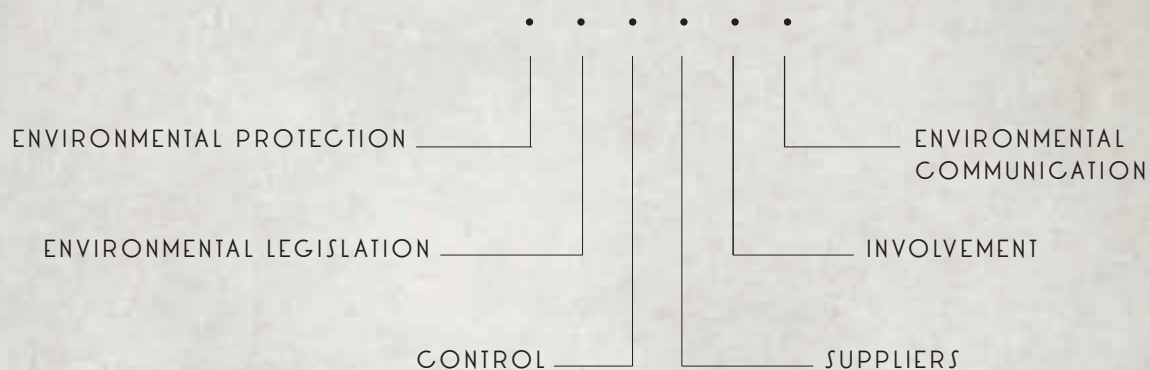 ENVIRONMENTAL PROTECTION
ENVIRONMENTAL
COMMUNICATION
ENVIRONMENTAL LEGISLATION
INVOLVEMENT
CONTROL
SUPPLIERS